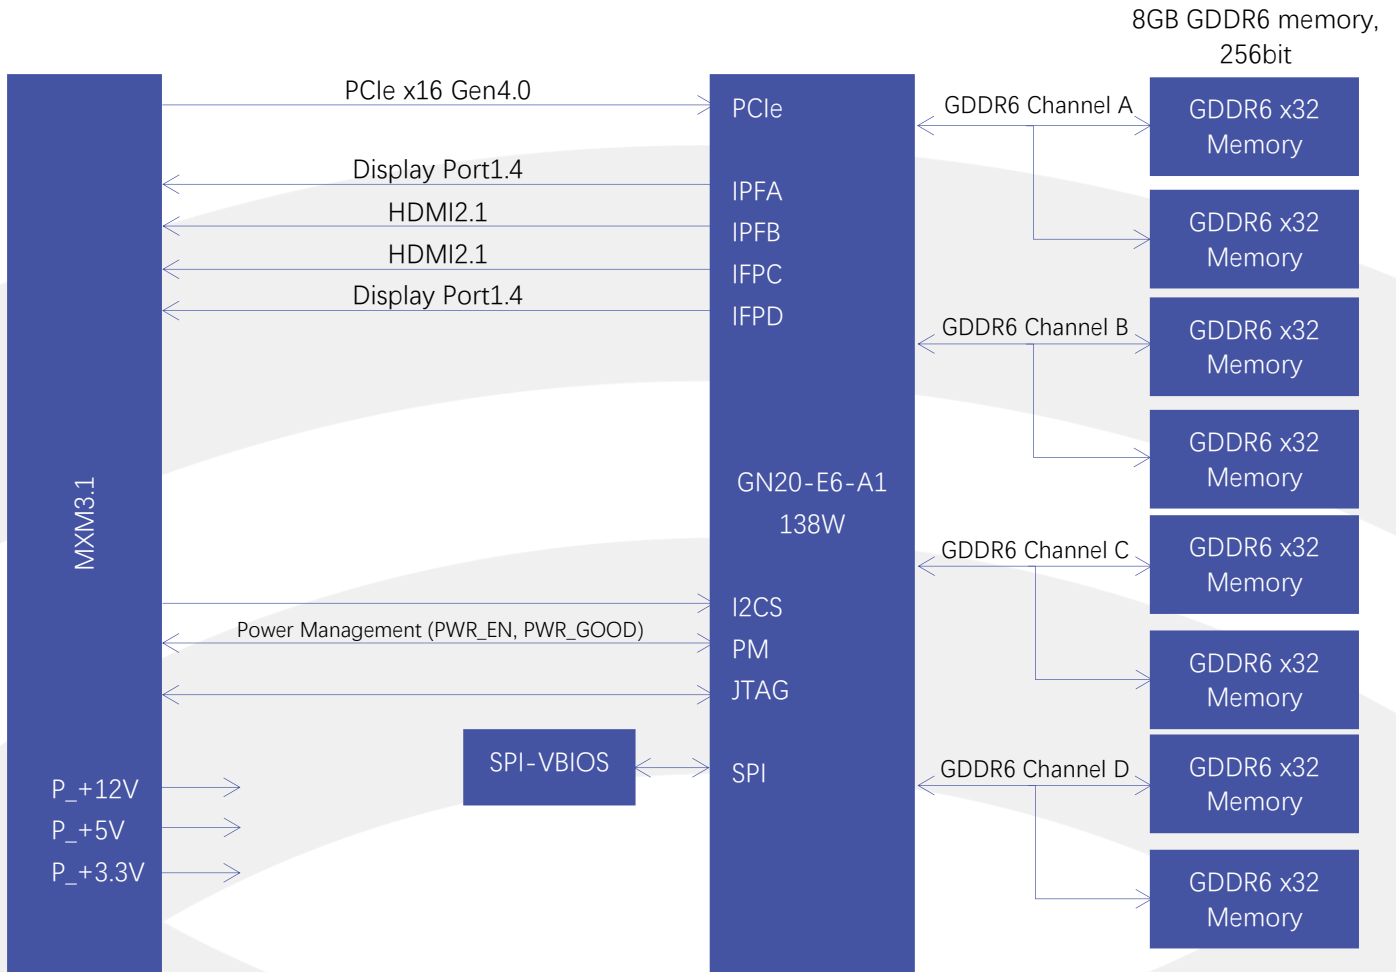 8GB GDDR6 memory,
256bit
MXM3.1
PCIe x16 Gen4.0
Display Port1.4
HDMI2.1
HDMI2.1
Display Port1.4
Power Management (PWR_EN, PWR_GOOD)
P_+12V
P_+5V
P_+3.3V
SPI-VBIOS
PCIe
IPFA
IPFB
IFPC
IFPD
GN20-E6-A1
138W
I2CS
PM
JTAG
SPI
GDDR6 Channel A
GDDR6 x32
Memory
GDDR6 x32
Memory
GDDR6 Channel B
GDDR6 x32
Memory
GDDR6 x32
Memory
GDDR6 Channel C
GDDR6 x32
Memory
GDDR6 x32
Memory
GDDR6 Channel D
GDDR6 x32
Memory
GDDR6 x32
Memory